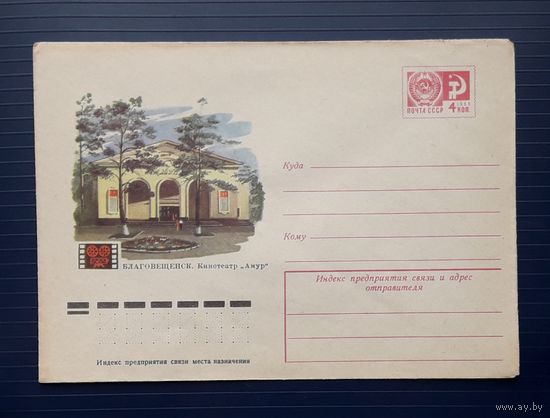 1966
ПОЧТА СССР
4 КОП
Куда
Кому
БЛАГОВЕЩЕНСК. Кинотеатр „Амур“
Индекс предприятия связи и адрес
отправителя
Индекс предприятия связи места назначения
www.ay.by